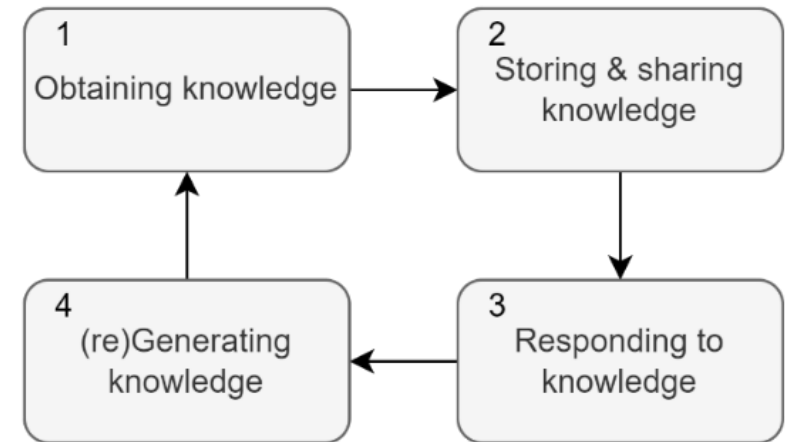 1
Obtaining knowledge
2
Storing & sharing
knowledge
3
Responding to
knowledge
4
(re)Generating
knowledge